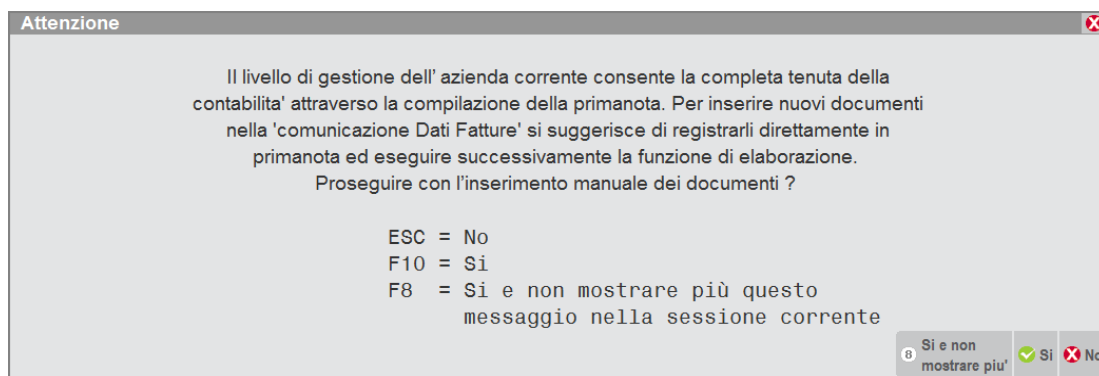 Attenzione
Il livello di gestione dell' azienda corrente consente la completa tenuta della
contabilita' attraverso la compilazione della primanota. Per inserire nuovi documenti
nella 'comunicazione Dati Fatture' si suggerisce di registrarli direttamente in
primanota ed eseguire successivamente la funzione di elaborazione.
Proseguire con l'inserimento manuale dei documenti ?
ESC = No
F10 = Si
F8 = Si e non mostrare più questo
messaggio nella sessione corrente
8 Si e non
mostrare piu'
Si
No